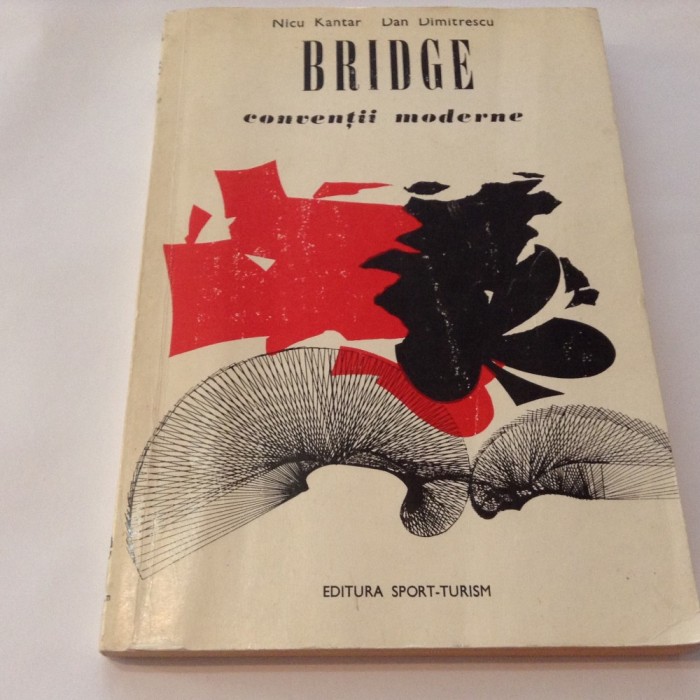 Nicu Kantar Dan Dimitrescu
BRIDGE
convenții moderne
EDITURA SPORT-TURISM